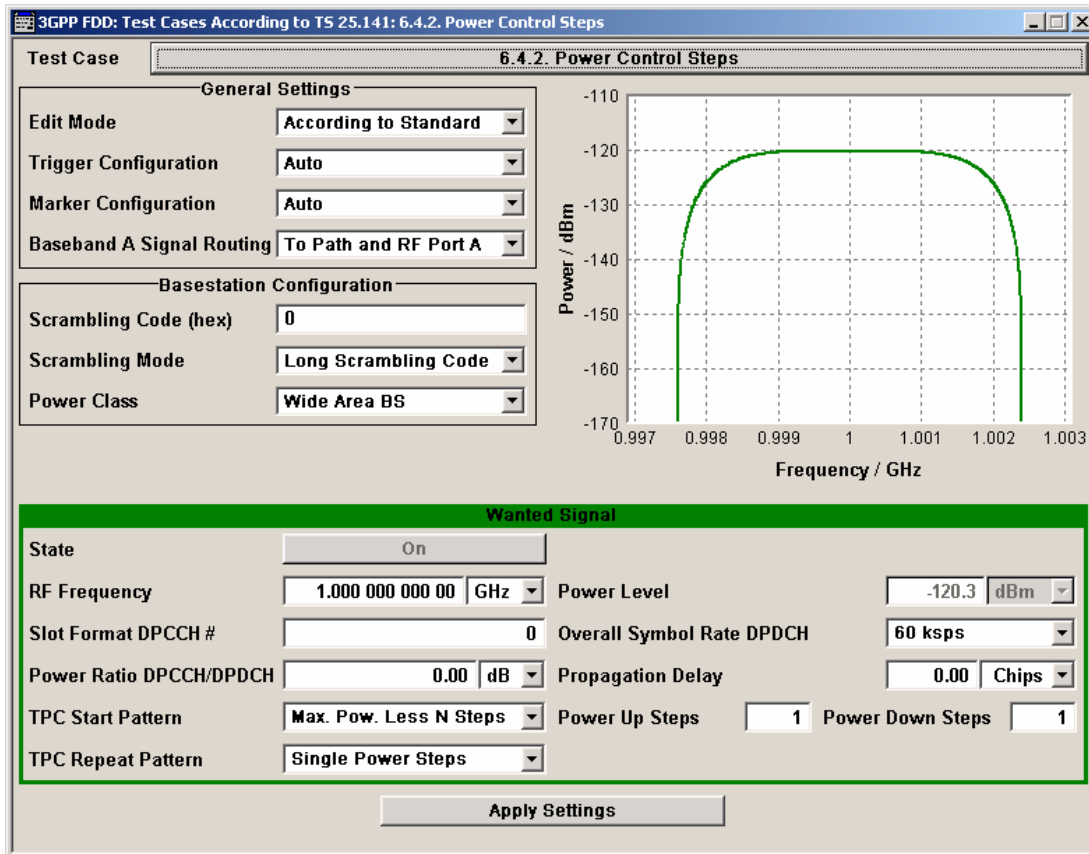 3GPP FDD: Test Cases According to TS 25.141: 6.4.2. Power Control Steps
Test Case 6.4.2. Power Control Steps
General Settings
Edit Mode According to Standard
Trigger Configuration Auto
Marker Configuration Auto
Baseband A Signal Routing To Path and RF Port A
Basestation Configuration
Scrambling Code (hex) 0
Scrambling Mode Long Scrambling Code
Power Class Wide Area BS
Power / dBm
-110
-120
-130
-140
-150
-160
-170
0.997 0.998 0.999 1 1.001 1.002 1.003
Frequency / GHz
Wanted Signal
State On
RF Frequency 1.000 000 000 00 GHz Power Level -120.3 dBm
Slot Format DPCCH # 0 Overall Symbol Rate DPDCH 60 ksps
Power Ratio DPCCH/DPDCH 0.00 dB Propagation Delay 0.00 Chips
TPC Start Pattern Max. Pow. Less N Steps Power Up Steps 1 Power Down Steps 1
TPC Repeat Pattern Single Power Steps
Apply Settings